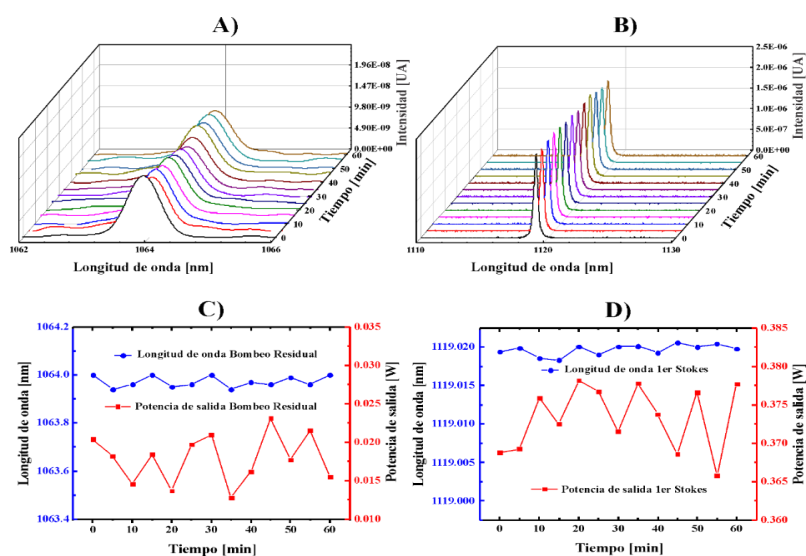 A)
1.96E-08
1.47E-08
9.80E-09
4.90E-09
0.00E+00
Intensidad [UA]
60
50
40
30
20
10
0
Tiempo [min]
1062
1064
1066
Longitud de onda [nm]
B)
2.5E-06
2.0E-06
1.5E-06
1.0E-06
5.0E-07
0.0E+00
Intensidad [UA]
60
50
40
30
20
10
0
Tiempo [min]
1110
1120
1130
Longitud de onda [nm]
C)
1064.2
1064.0
1063.8
1063.6
1063.4
Longitud de onda [nm]
Longitud de onda Bombeo Residual
Potencia de salida Bombeo Residual
0.035
0.030
0.025
0.020
0.015
0.010
Potencia de salida [W]
0 10 20 30 40 50 60
Tiempo [min]
D)
1119.020
1119.015
1119.010
1119.005
1119.000
Longitud de onda [nm]
Longitud de onda 1er Stokes
Potencia de salida 1er Stokes
0.385
0.380
0.375
0.370
0.365
0.360
Potencia de salida [W]
0 10 20 30 40 50 60
Tiempo [min]